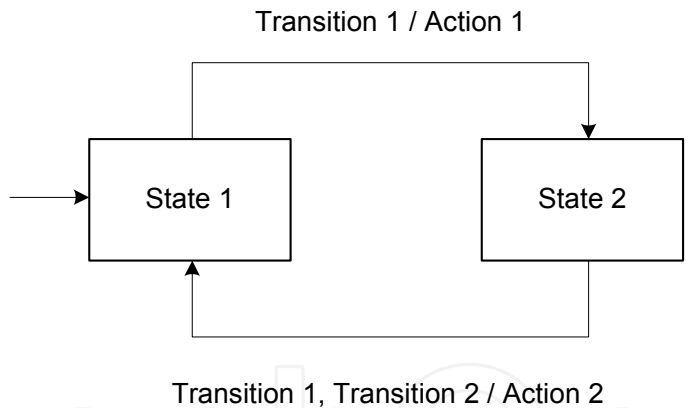 Transition 1 / Action 1
State 1
State 2
Transition 1, Transition 2 / Action 2